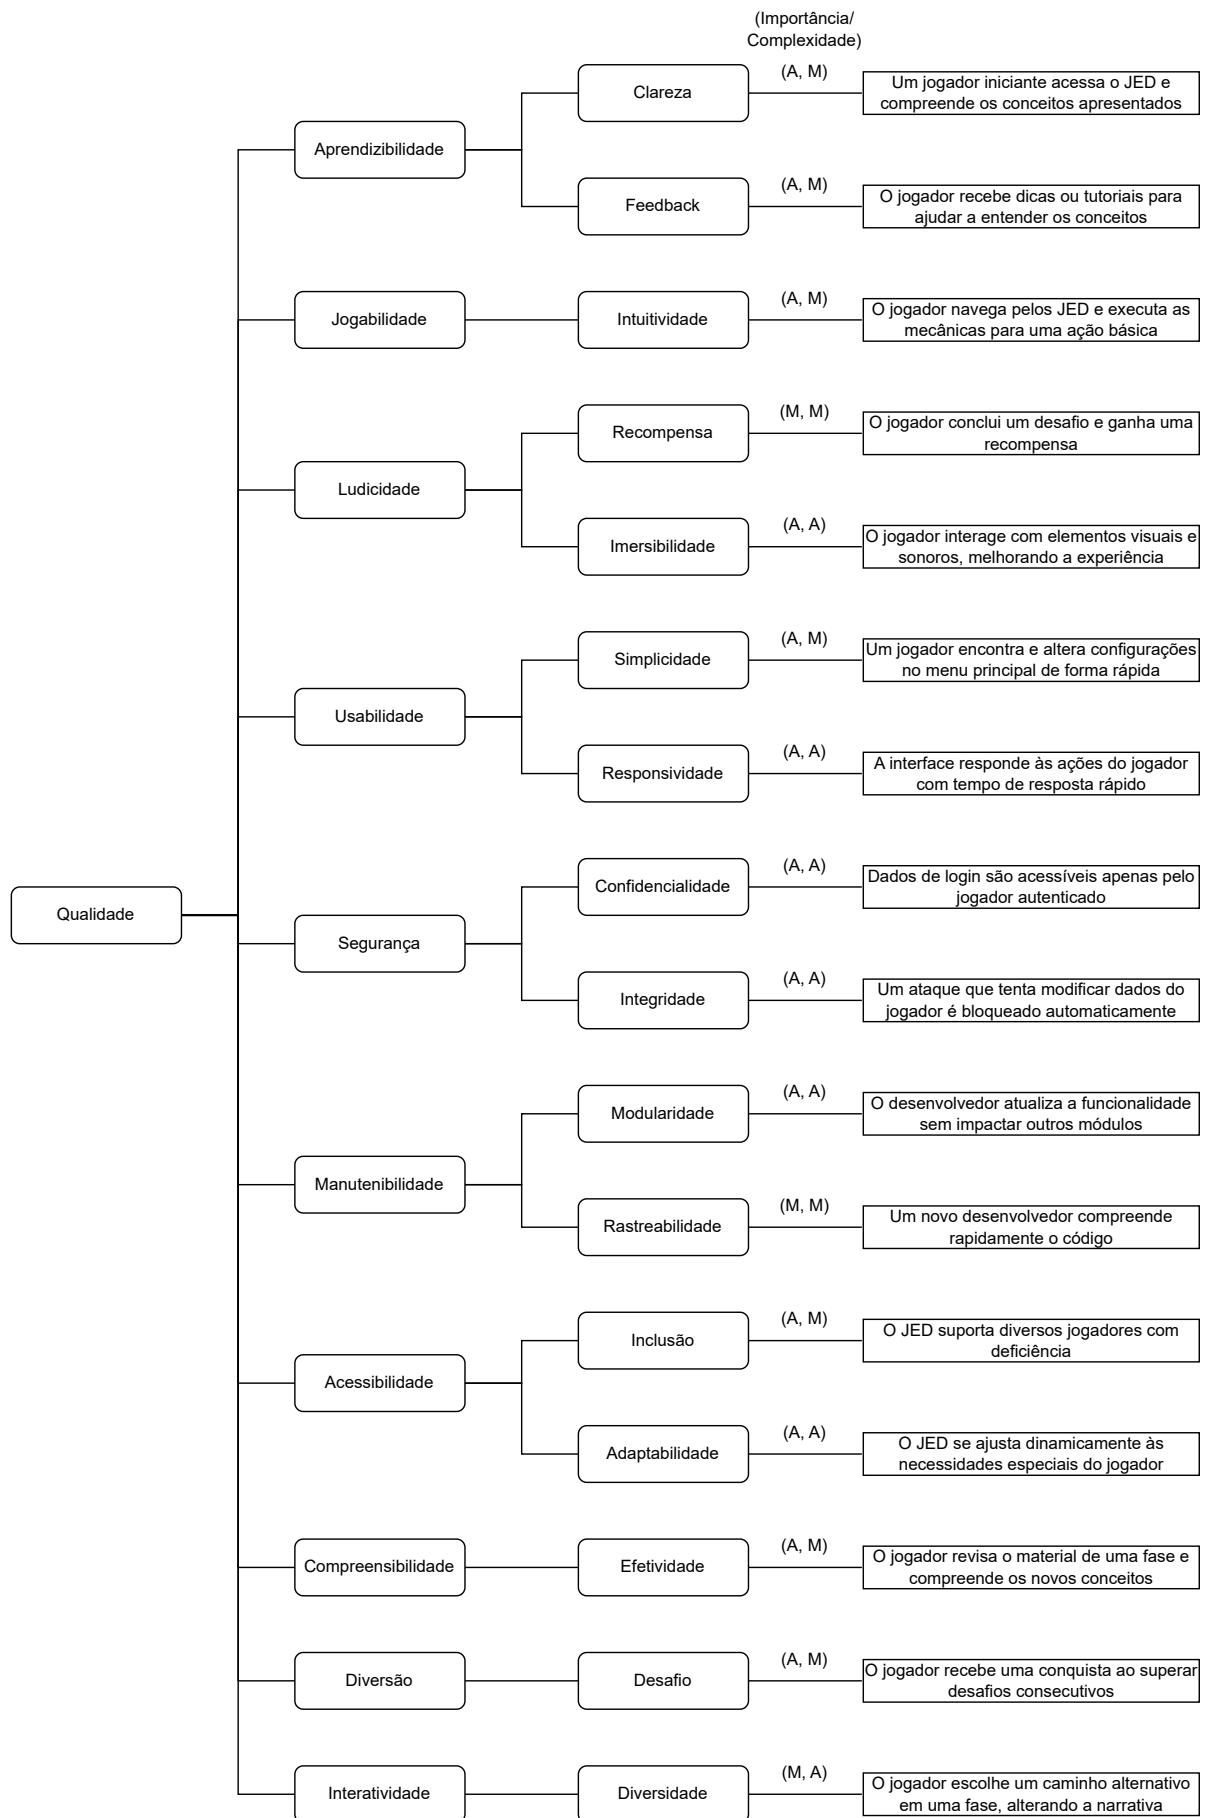 (Importância/
Complexidade)
Clareza
(A, M)
Um jogador iniciante acessa o JED e
compreende os conceitos apresentados
Aprendizibilidade
Feedback
(A, M)
O jogador recebe dicas ou tutoriais para
ajudar a entender os conceitos
Jogabilidade
Intuitividade
(A, M)
O jogador navega pelos JED e executa as
mecânicas para uma ação básica
Recompensa
(M, M)
O jogador conclui um desafio e ganha uma
recompensa
Ludicidade
Imersibilidade
(A, A)
O jogador interage com elementos visuais e
sonoros, melhorando a experiência
Simplicidade
(A, M)
Um jogador encontra e altera configurações
no menu principal de forma rápida
Usabilidade
Responsividade
(A, A)
A interface responde às ações do jogador
com tempo de resposta rápido
Confidencialidade
(A, A)
Dados de login são acessíveis apenas pelo
jogador autenticado
Qualidade
Segurança
Integridade
(A, A)
Um ataque que tenta modificar dados do
jogador é bloqueado automaticamente
Modularidade
(A, A)
O desenvolvedor atualiza a funcionalidade
sem impactar outros módulos
Manutenibilidade
Rastreabilidade
(M, M)
Um novo desenvolvedor compreende
rapidamente o código
Inclusão
(A, M)
O JED suporta diversos jogadores com
deficiência
Acessibilidade
Adaptabilidade
(A, A)
O JED se ajusta dinamicamente às
necessidades especiais do jogador
Compreensibilidade
Efetividade
(A, M)
O jogador revisa o material de uma fase e
compreende os novos conceitos
Diversão
Desafio
(A, M)
O jogador recebe uma conquista ao superar
desafios consecutivos
Interatividade
Diversidade
(M, A)
O jogador escolhe um caminho alternativo
em uma fase, alterando a narrativa